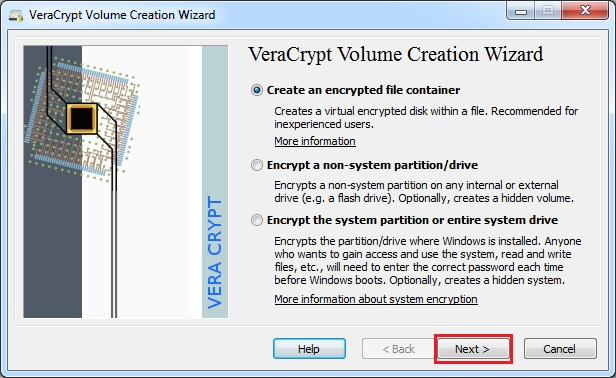 VeraCrypt Volume Creation Wizard
VeraCrypt Volume Creation Wizard
Create an encrypted file container
Creates a virtual encrypted disk within a file. Recommended for
inexperienced users.
More information
Encrypt a non-system partition/drive
Encrypts a non-system partition on any internal or external
drive (e.g. a flash drive). Optionally, creates a hidden volume.
Encrypt the system partition or entire system drive
Encrypts the partition/drive where Windows is installed. Anyone
who wants to gain access and use the system, read and write
files, etc., will need to enter the correct password each time
before Windows boots. Optionally, creates a hidden system.
More information about system encryption
VERA CRYPT
Help
< Back
Next >
Cancel